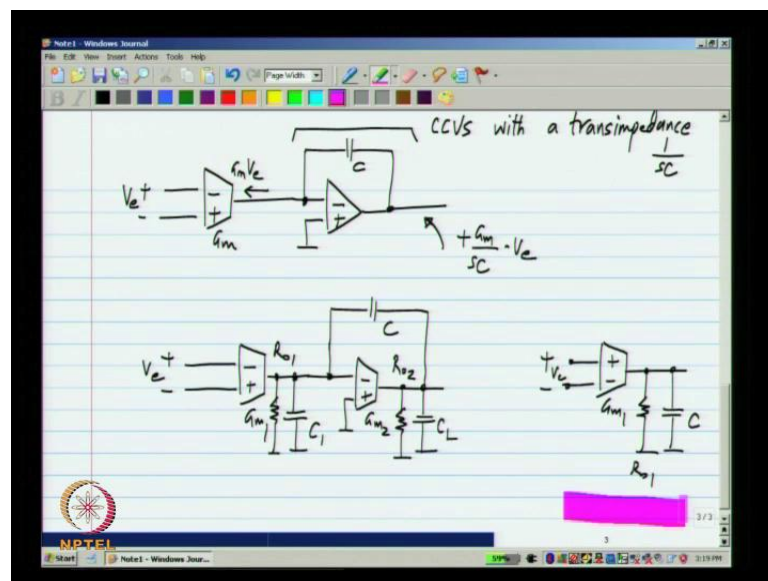 Note1 - Windows Journal
File Edit View Insert Actions Tools Help
Page Width
B I
CCVS with a transimpedance
1
sC
C
GmVe
Ve + -
- +
Gm
- +
+Gm/sC · Ve
C
Ve + -
- +
Gm1
Ro1
C1
- +
Gm2
Ro2
CL
+ Ve -
+ -
Gm1
Ro1
C
3/3
3
NPTEL
Start
Note1 - Windows Jour...
59%
3:19 PM